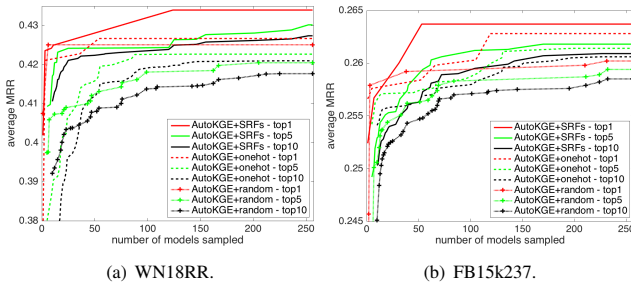 average MRR
0.43
0.42
0.41
0.4
0.39
0.38
0 50 100 150 200 250
number of models sampled
AutoKGE+SRFs - top1
AutoKGE+SRFs - top5
AutoKGE+SRFs - top10
AutoKGE+onehot - top1
AutoKGE+onehot - top5
AutoKGE+onehot - top10
AutoKGE+random - top1
AutoKGE+random - top5
AutoKGE+random - top10
(a) WN18RR.
average MRR
0.265
0.26
0.255
0.25
0.245
0 50 100 150 200 250
number of models sampled
AutoKGE+SRFs - top1
AutoKGE+SRFs - top5
AutoKGE+SRFs - top10
AutoKGE+onehot - top1
AutoKGE+onehot - top5
AutoKGE+onehot - top10
AutoKGE+random - top1
AutoKGE+random - top5
AutoKGE+random - top10
(b) FB15k237.